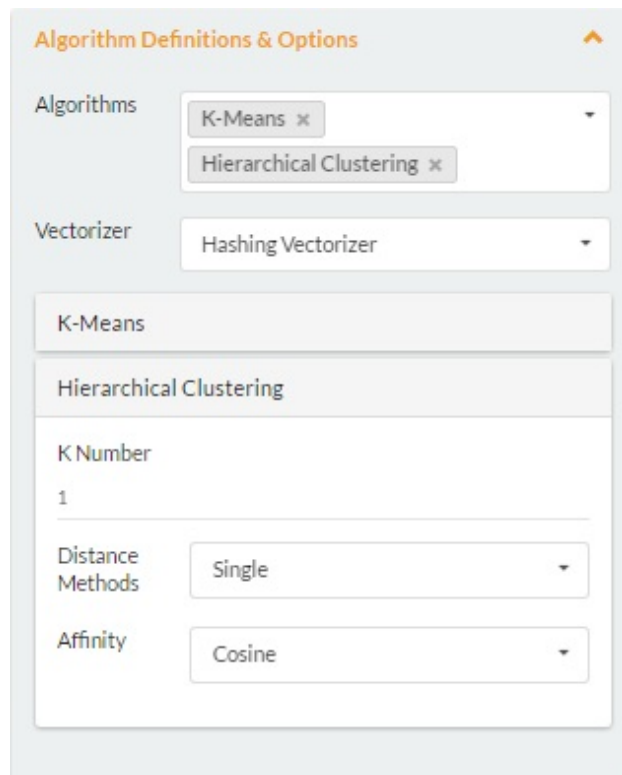 Algorithm Definitions & Options
Algorithms
K-Means ×
Hierarchical Clustering ×
Vectorizer
Hashing Vectorizer
K-Means
Hierarchical Clustering
K Number
1
Distance
Methods
Single
Affinity
Cosine